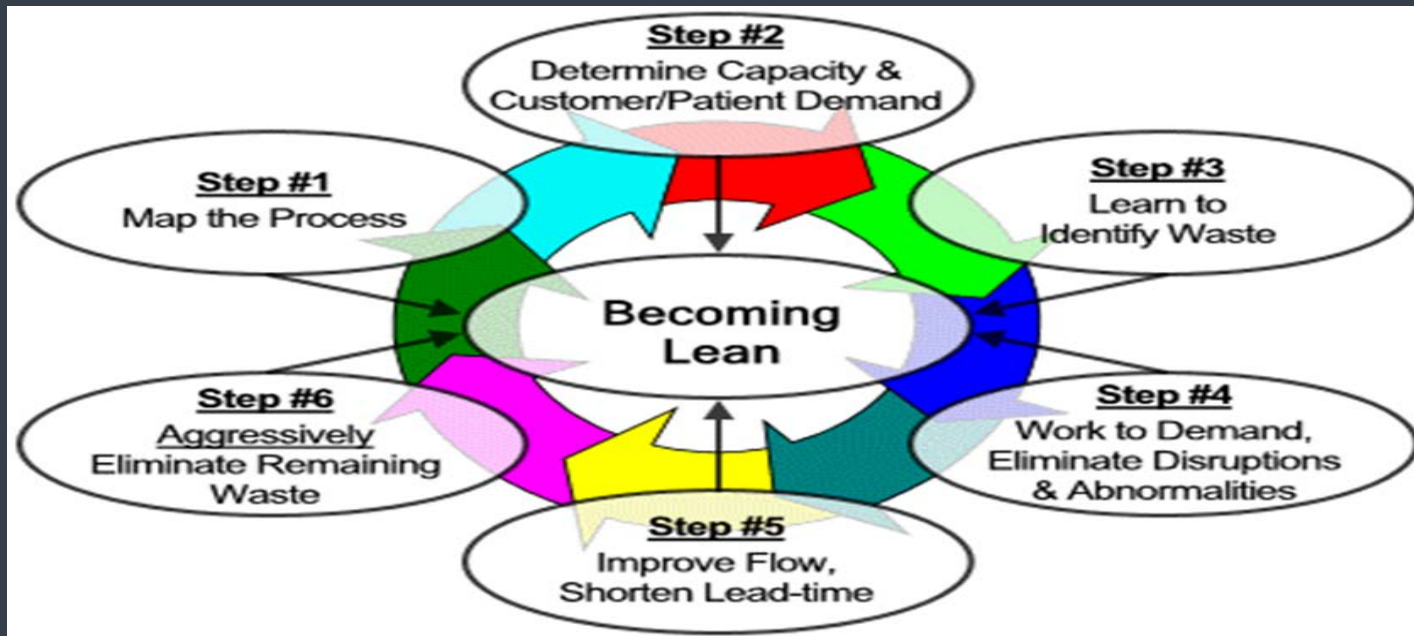 Step #1
Map the Process
Step #2
Determine Capacity &
Customer/Patient Demand
Step #3
Learn to
Identify Waste
Step #4
Work to Demand,
Eliminate Disruptions
& Abnormalities
Step #5
Improve Flow,
Shorten Lead-time
Step #6
Aggressively
Eliminate Remaining
Waste
Becoming
Lean